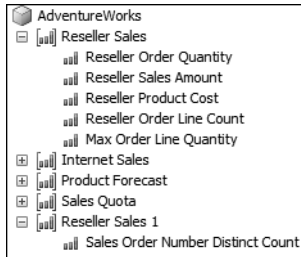 AdventureWorks
Reseller Sales
Reseller Order Quantity
Reseller Sales Amount
Reseller Product Cost
Reseller Order Line Count
Max Order Line Quantity
Internet Sales
Product Forecast
Sales Quota
Reseller Sales 1
Sales Order Number Distinct Count